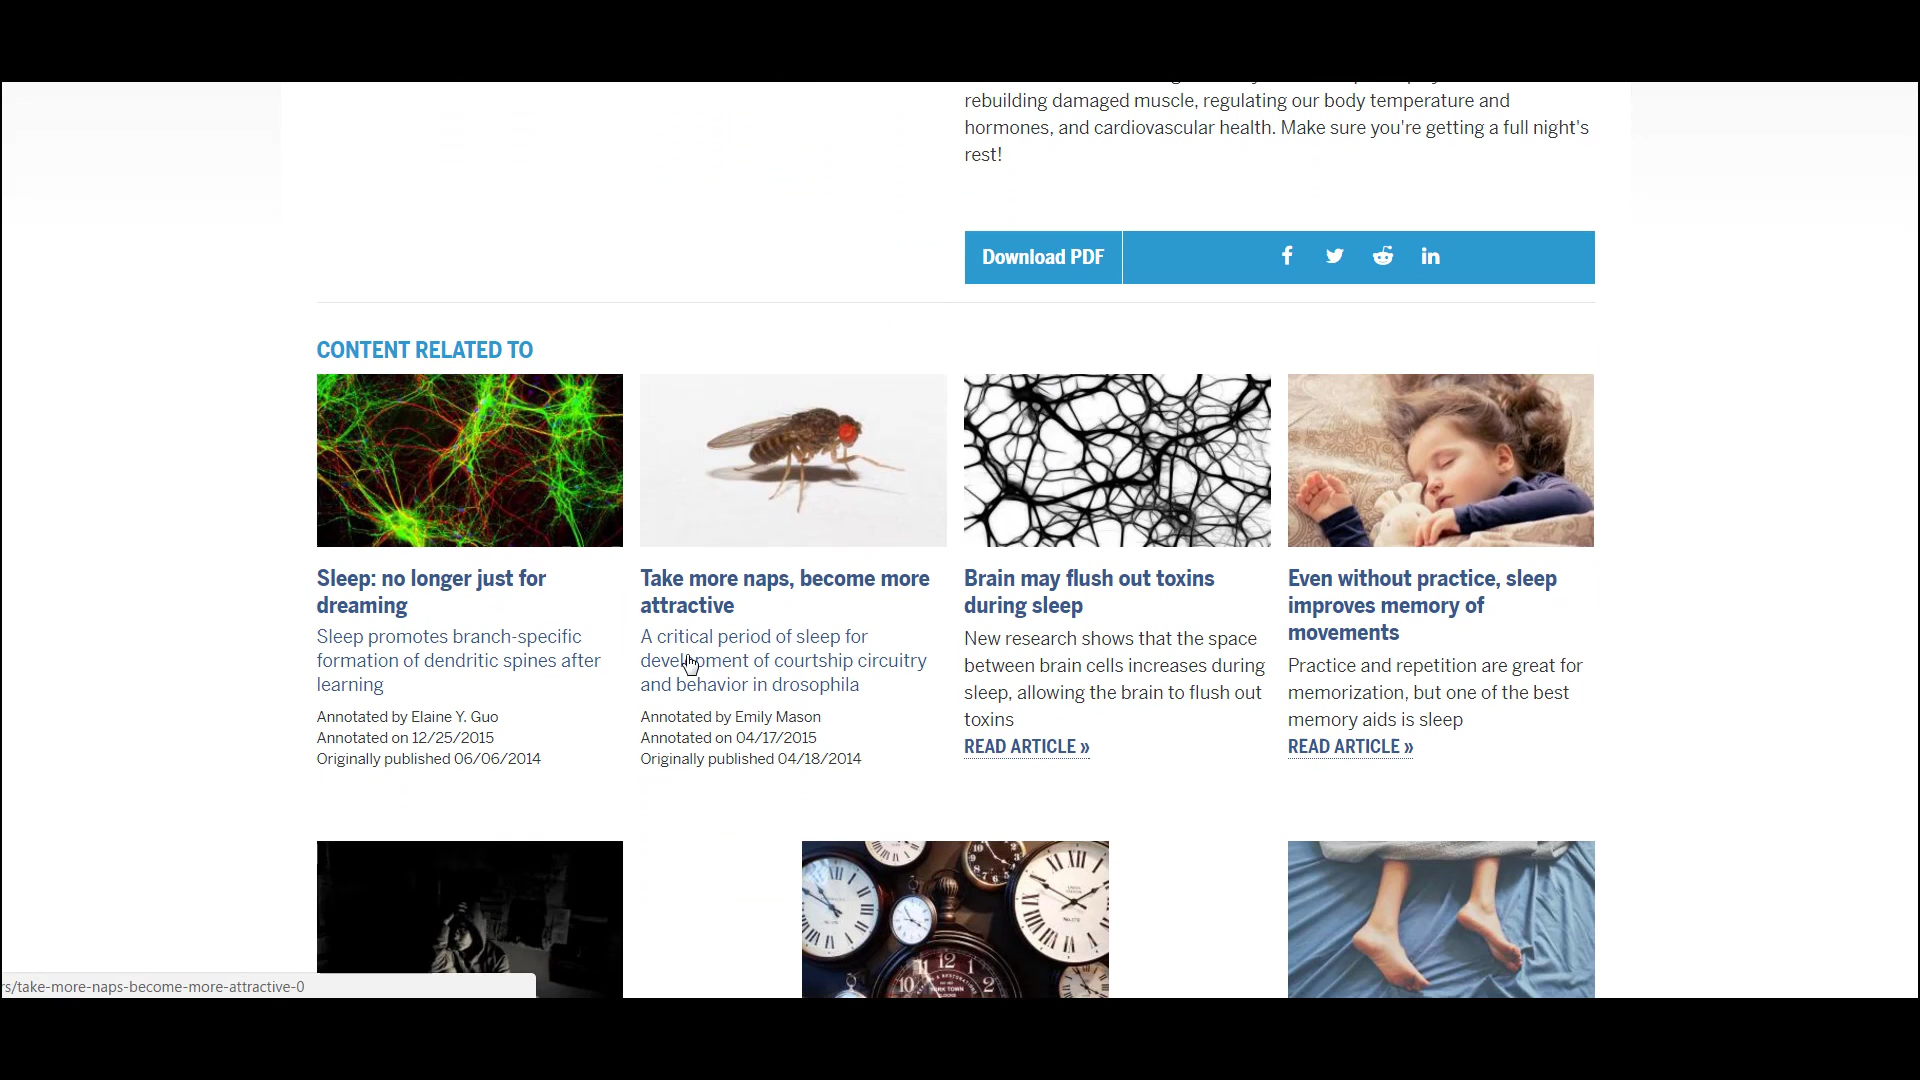 rebuilding damaged muscle, regulating our body temperature and
hormones, and cardiovascular health. Make sure you're getting a full night's
rest!
Download PDF
CONTENT RELATED TO
Sleep: no longer just for
dreaming
Sleep promotes branch-specific
formation of dendritic spines after
learning
Annotated by Elaine Y. Guo
Annotated on 12/25/2015
Originally published 06/06/2014
Take more naps, become more
attractive
A critical period of sleep for
development of courtship circuitry
and behavior in drosophila
Annotated by Emily Mason
Annotated on 04/17/2015
Originally published 04/18/2014
Brain may flush out toxins
during sleep
New research shows that the space
between brain cells increases during
sleep, allowing the brain to flush out
toxins
READ ARTICLE »
Even without practice, sleep
improves memory of
movements
Practice and repetition are great for
memorization, but one of the best
memory aids is sleep
READ ARTICLE »
rs/take-more-naps-become-more-attractive-0